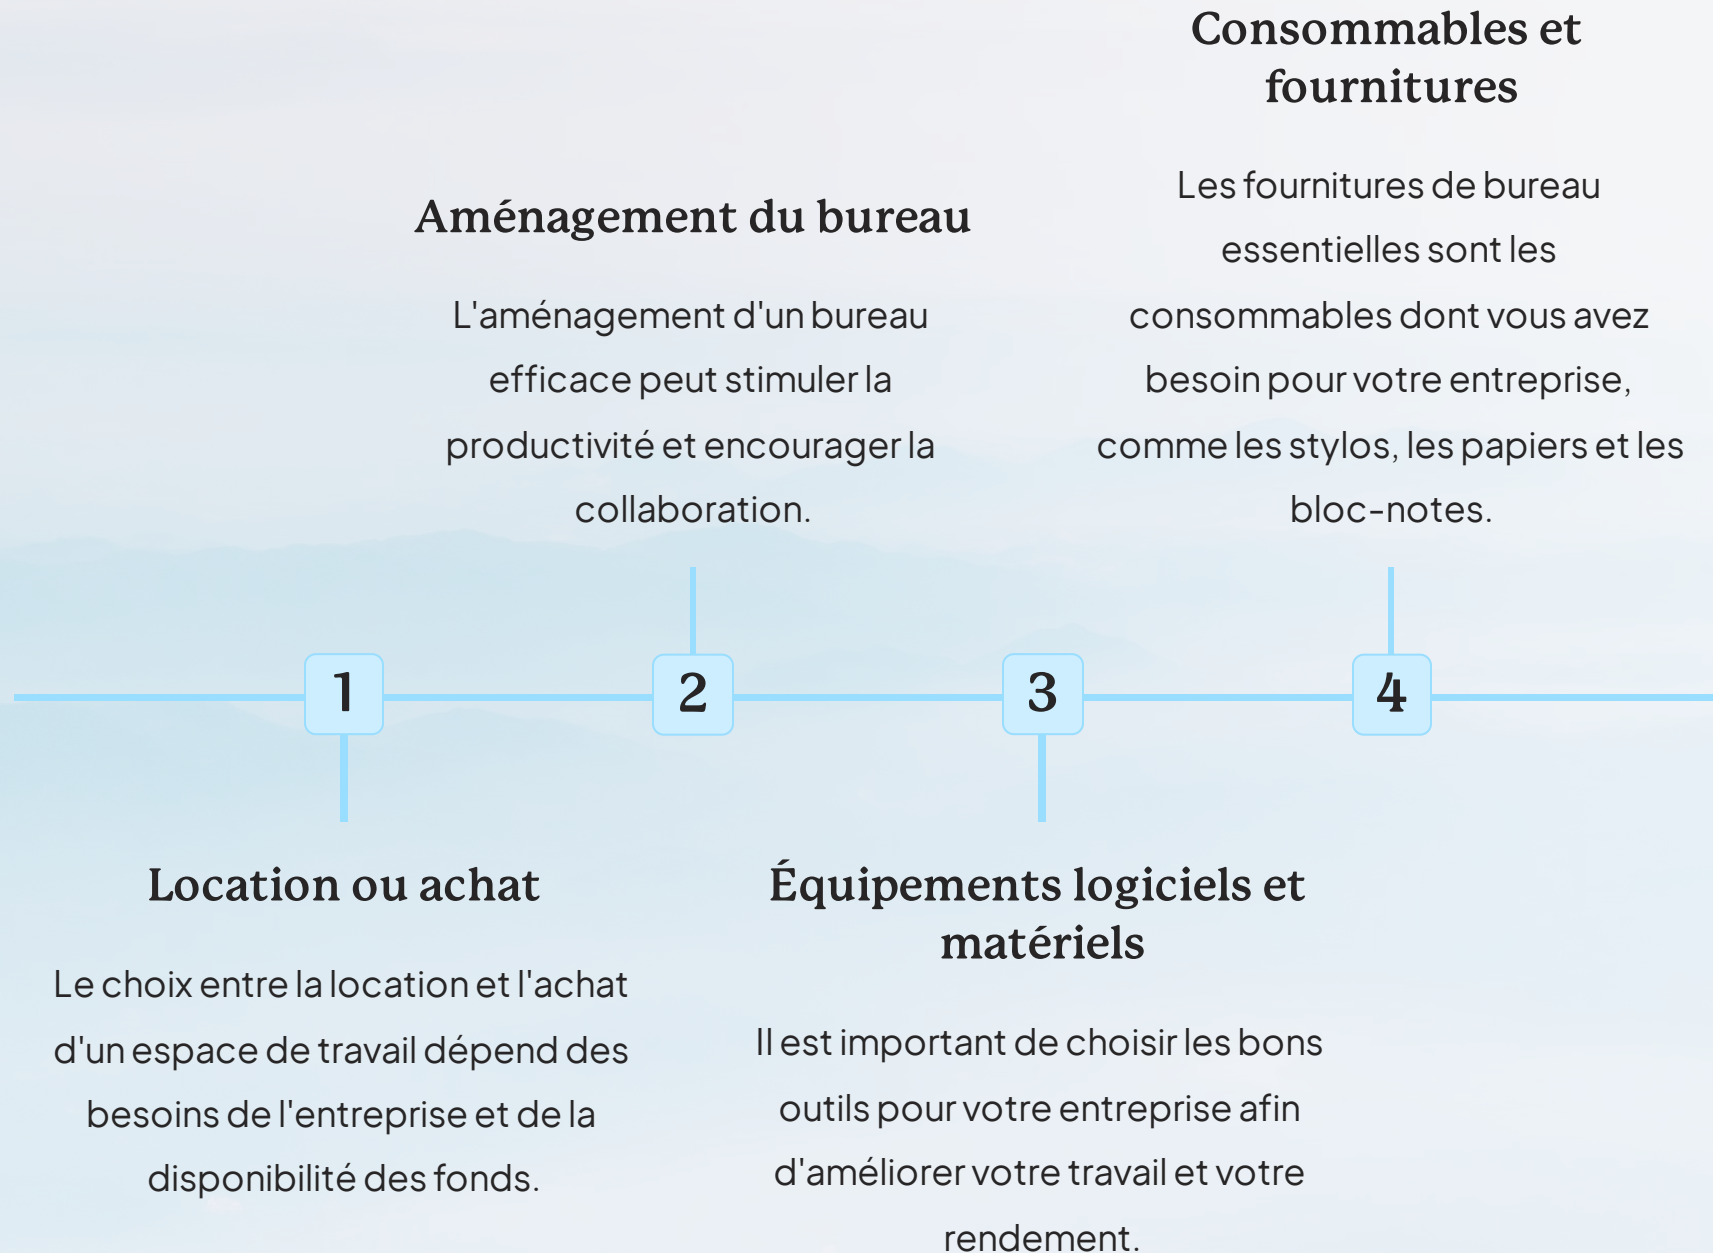 Consommables et
fournitures
Les fournitures de bureau
essentielles sont les
consommables dont vous avez
besoin pour votre entreprise,
comme les stylos, les papiers et les
bloc-notes.
Aménagement du bureau
L'aménagement d'un bureau
efficace peut stimuler la
productivité et encourager la
collaboration.
1
2
3
4
Location ou achat
Le choix entre la location et l'achat
d'un espace de travail dépend des
besoins de l'entreprise et de la
disponibilité des fonds.
Équipements logiciels et
matériels
Il est important de choisir les bons
outils pour votre entreprise afin
d'améliorer votre travail et votre
rendement.